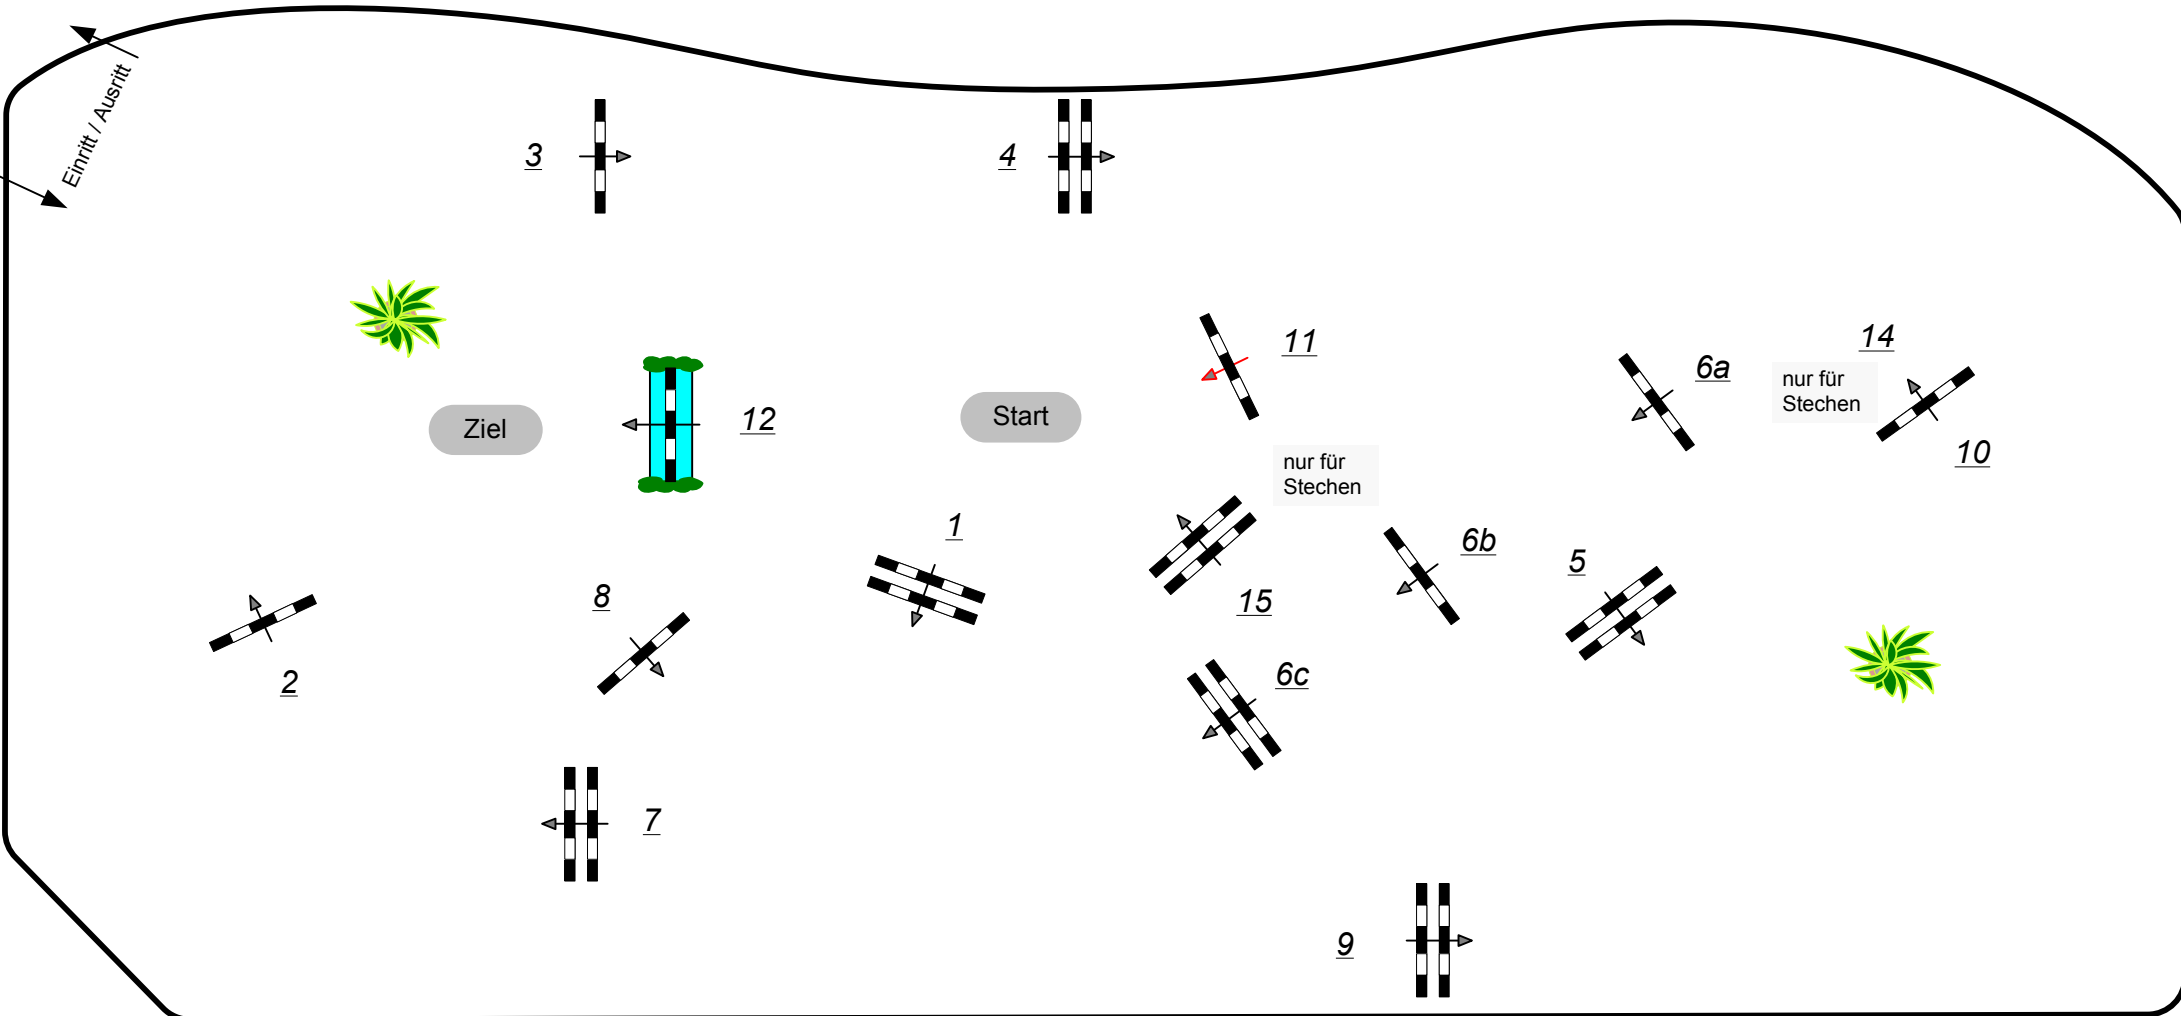 Einritt / Ausritt
3
4
11
14
6a
nur für
Stechen
Ziel
12
Start
10
nur für
Stechen
1
6b
5
8
15
2
6c
7
9